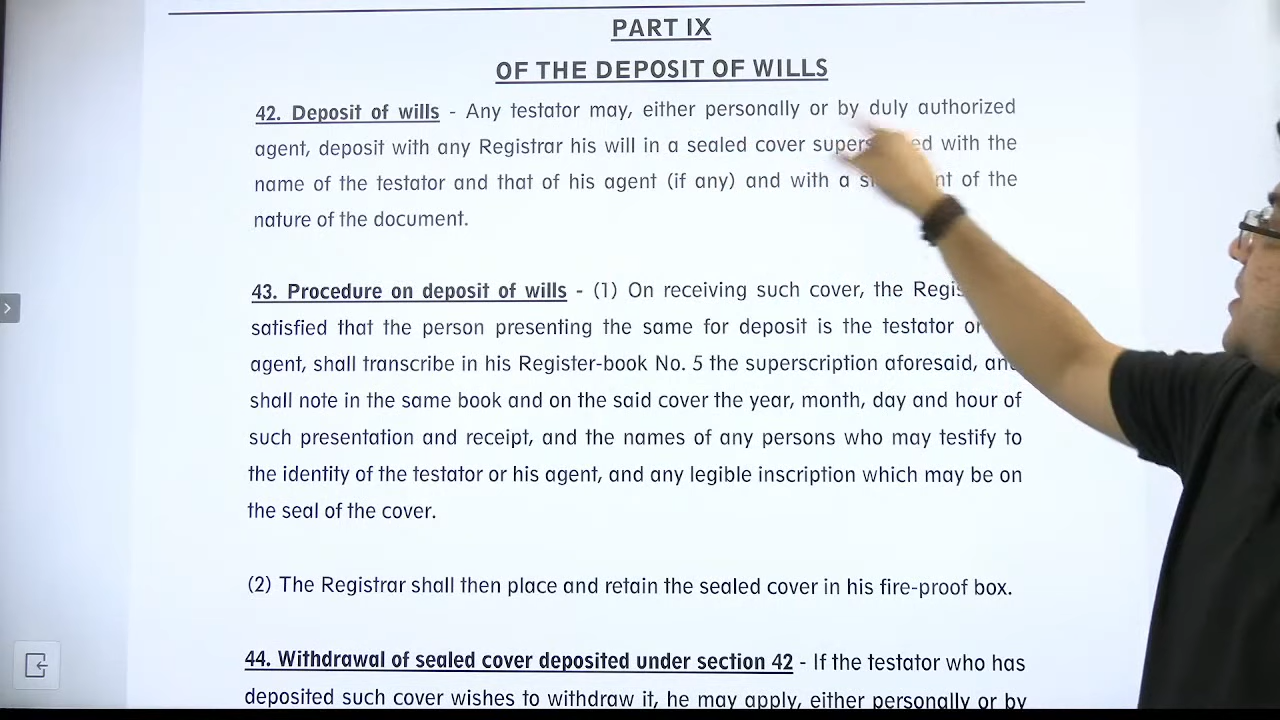 PART IX
OF THE DEPOSIT OF WILLS
42. Deposit of wills - Any testator may, either personally or by duly authorized
agent, deposit with any Registrar his will in a sealed cover with the
name of the testator and that of his agent (if any) and with a of the
nature of the document.
43. Procedure on deposit of wills - (1) On receiving such cover, the
satisfied that the person presenting the same for deposit is the testator
agent, shall transcribe in his Register-book No. 5 the superscription aforesaid, and
shall note in the same book and on the said cover the year, month, day and hour of
such presentation and receipt, and the names of any persons who may testify to
the identity of the testator or his agent, and any legible inscription which may be on
the seal of the cover.
(2) The Registrar shall then place and retain the sealed cover in his fire-proof box.
44. Withdrawal of sealed cover deposited under section 42 - If the testator who has
deposited such cover wishes to withdraw it, he may apply, either personally or by